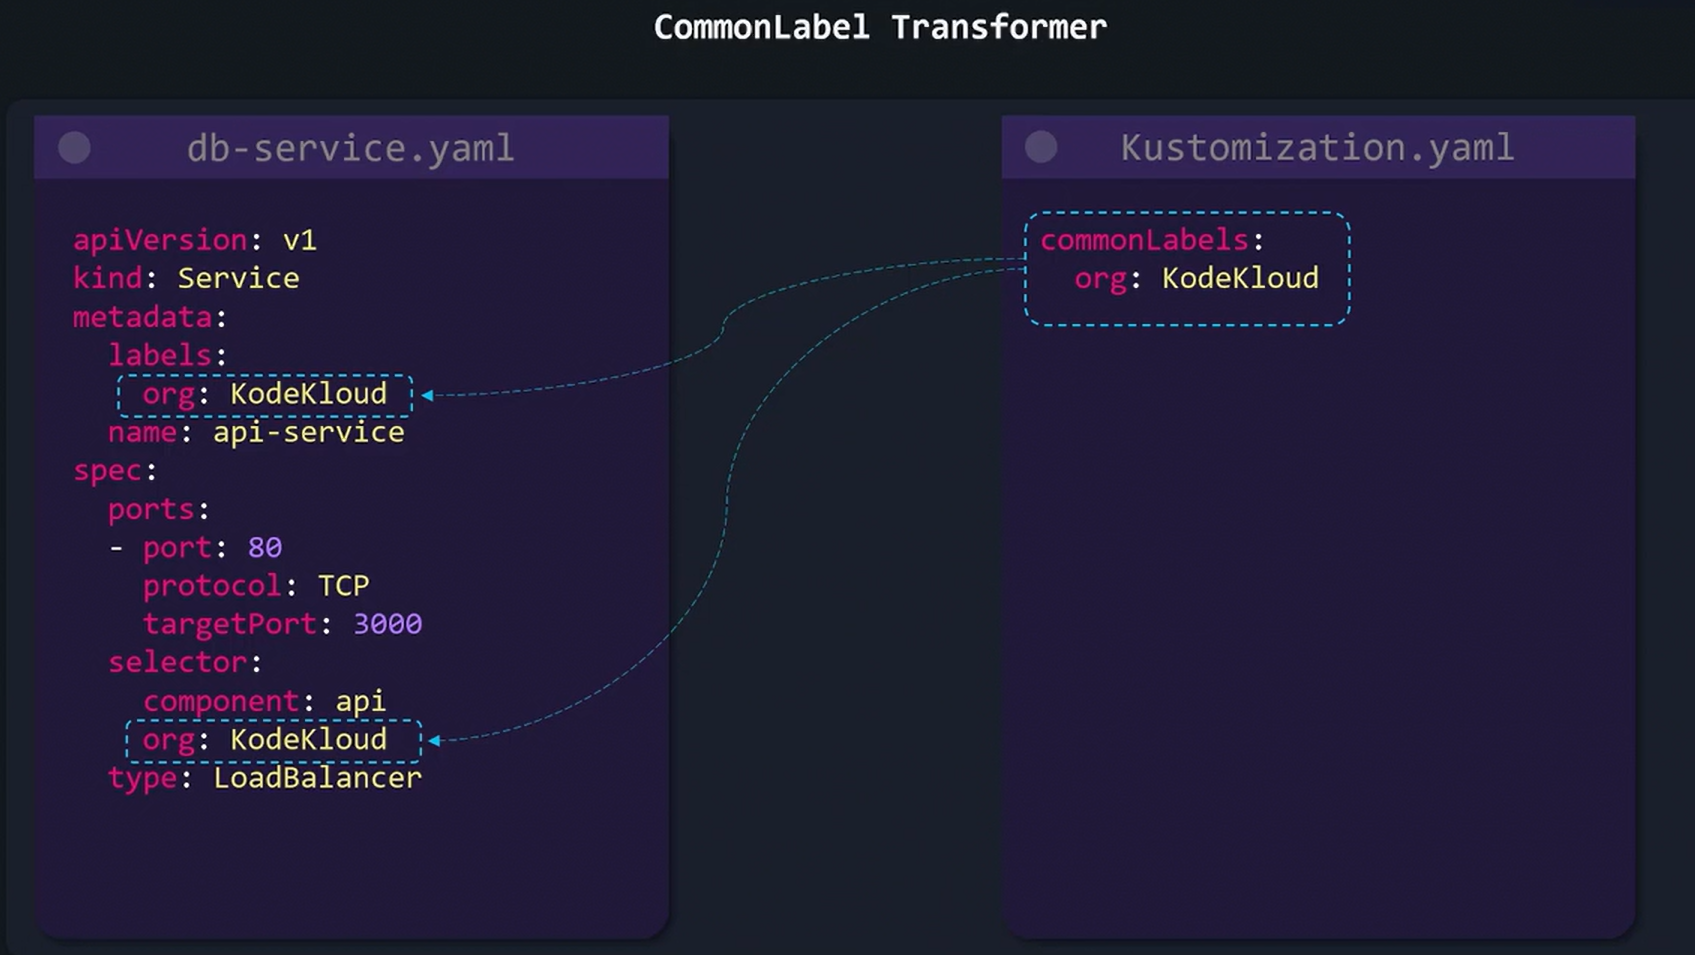 CommonLabel Transformer
db-service.yaml
apiVersion: v1
kind: Service
metadata:
  labels:
    org: KodeKloud
  name: api-service
spec:
  ports:
  - port: 80
    protocol: TCP
    targetPort: 3000
  selector:
    component: api
    org: KodeKloud
  type: LoadBalancer
Kustomization.yaml
commonLabels:
  org: KodeKloud